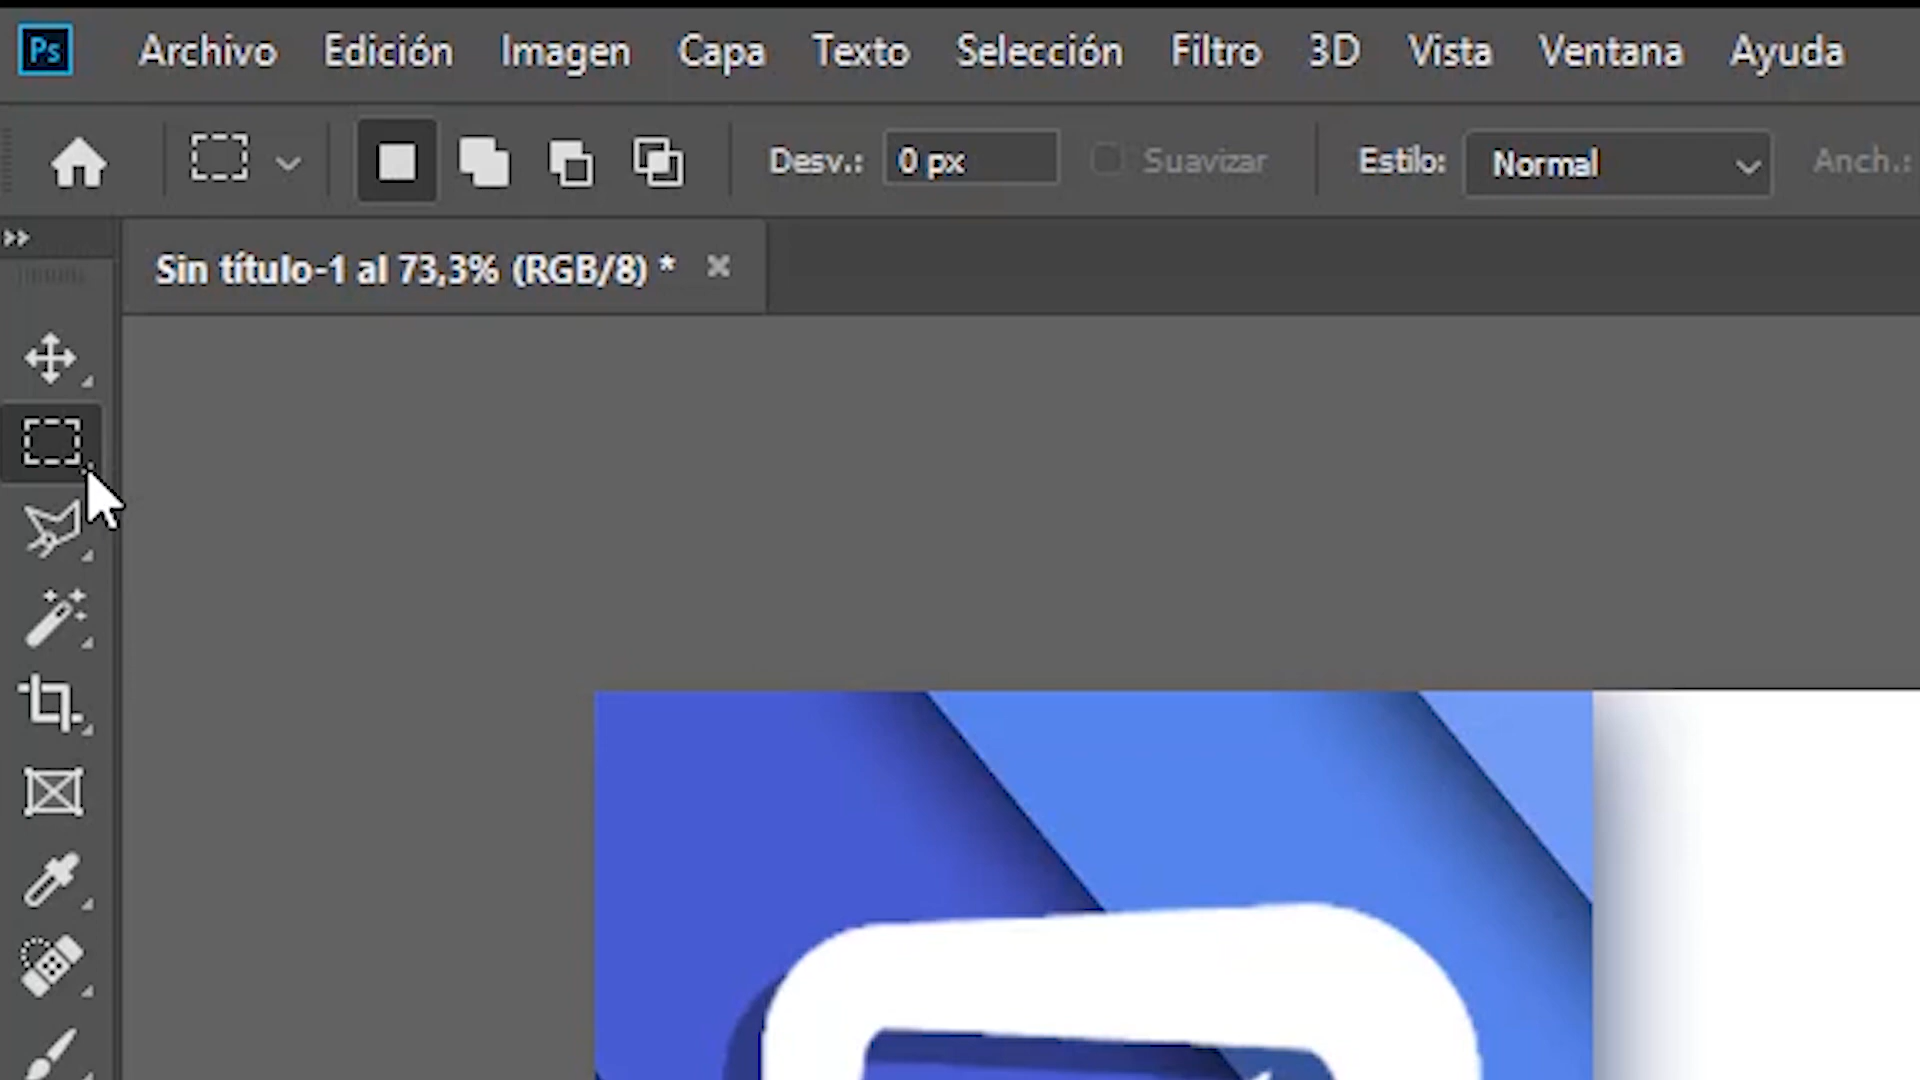 Ps Archivo Edición Imagen Capa Texto Selección Filtro 3D Vista Ventana Ayuda
Desv.: 0 px Suavizar Estilo: Normal Anch.:
Sin título-1 al 73,3% (RGB/8) *